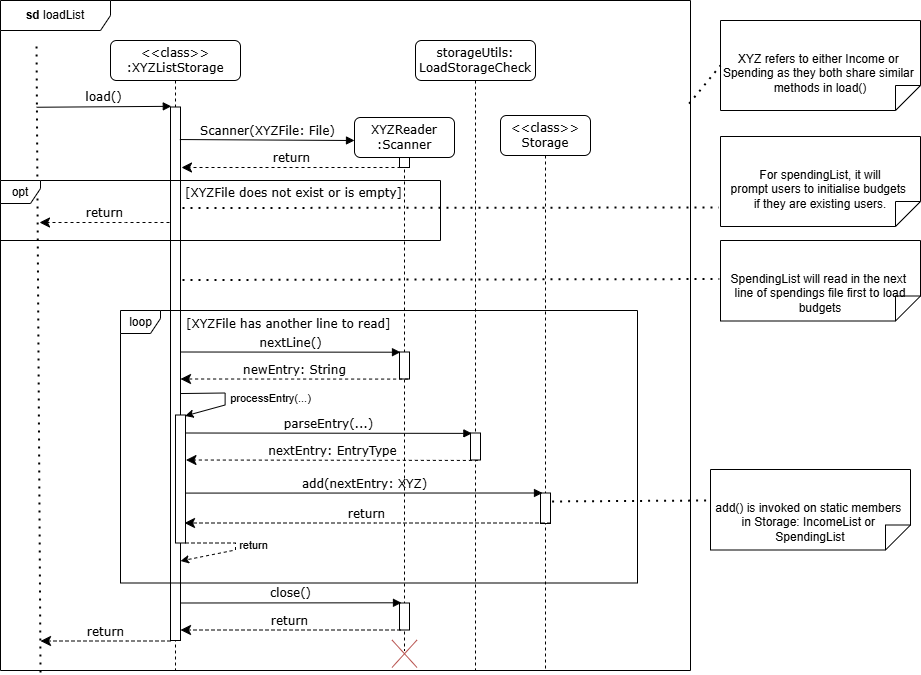 sd loadList
<<class>>
:XYZListStorage
storageUtils:
LoadStorageCheck
XYZ refers to either Income or
Spending as they both share similar
methods in load()
load()
Scanner(XYZFile: File)
XYZReader
:Scanner
<<class>>
Storage
return
opt
[XYZFile does not exist or is empty]
return
For spendingList, it will
prompt users to initialise budgets
if they are existing users.
SpendingList will read in the next
line of spendings file first to load
budgets
loop
[XYZFile has another line to read]
nextLine()
newEntry: String
processEntry(...)
parseEntry(...)
nextEntry: EntryType
add(nextEntry: XYZ)
return
add() is invoked on static members
in Storage: IncomeList or
SpendingList
return
close()
return
return